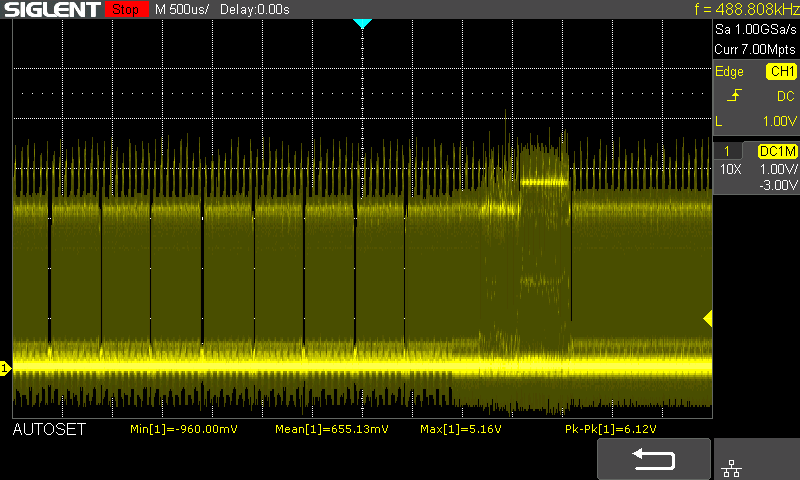 SIGLENT Stop M 500us/ Delay:0.00s f = 488.808kHz
Sa 1.00GSa/s
Curr 7.00Mpts
Edge CH1
DC
L 1.00V
1 DC1M
10X 1.00V/
-3.00V
1
AUTOSET Min[1]=-960.00mV Mean[1]=655.13mV Max[1]=5.16V Pk-Pk[1]=6.12V